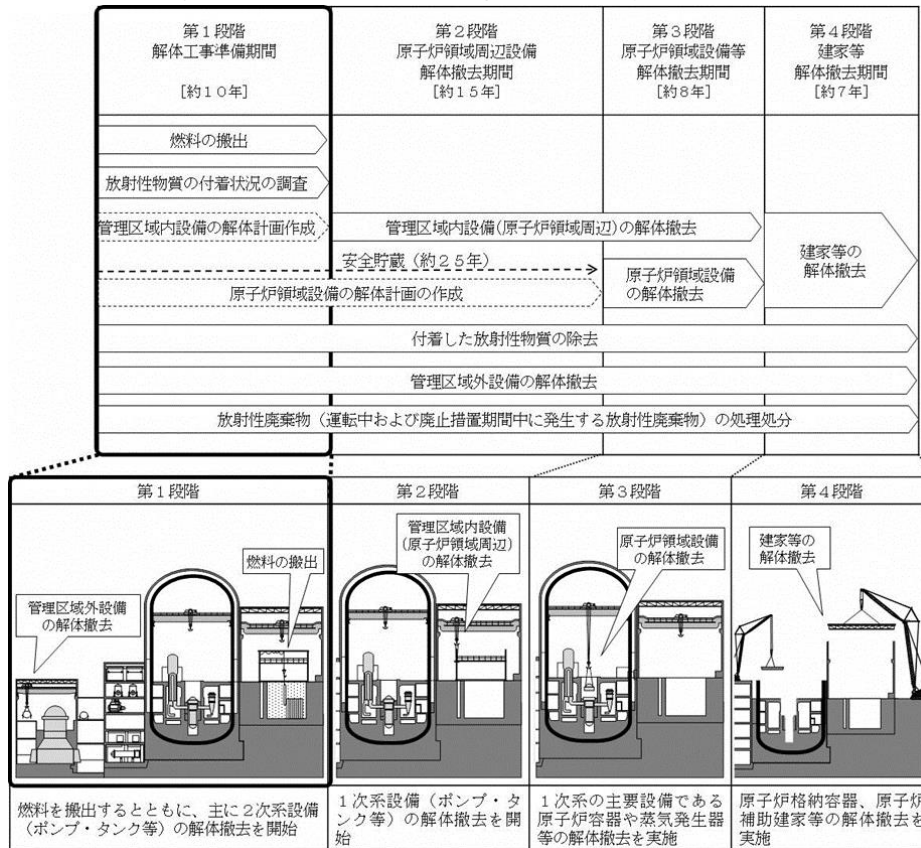 第1段階
解体工事準備期間
［約１０年］
第２段階
原子炉領域周辺設備
解体撤去期間
［約１５年］
第３段階
原子炉領域設備等
解体撤去期間
［約８年］
第４段階
建家等
解体撤去期間
［約７年］
燃料の搬出
放射性物質の付着状況の調査
管理区域内設備の解体計画作成
管理区域内設備(原子炉領域周辺)の解体撤去
安全貯蔵（約２５年）
原子炉領域設備の解体計画の作成
原子炉領域設備
の解体撤去
建家等の
解体撤去
付着した放射性物質の除去
管理区域外設備の解体撤去
放射性廃棄物（運転中および廃止措置期間中に発生する放射性廃棄物）の処理処分
第１段階
管理区域外設備
の解体撤去
燃料の搬出
燃料を搬出するとともに、主に２次系設備
（ポンプ・タンク等）の解体撤去を開始
第２段階
管理区域内設備
(原子炉領域周辺)
の解体撤去
１次系設備（ポンプ・タ
ンク等）の解体撤去を開
始
第３段階
原子炉領域設備
の解体撤去
１次系の主要設備である
原子炉容器や蒸気発生器
等の解体撤去を実施
第４段階
建家等の
解体撤去
原子炉格納容器、原子炉
補助建家等の解体撤去を
実施